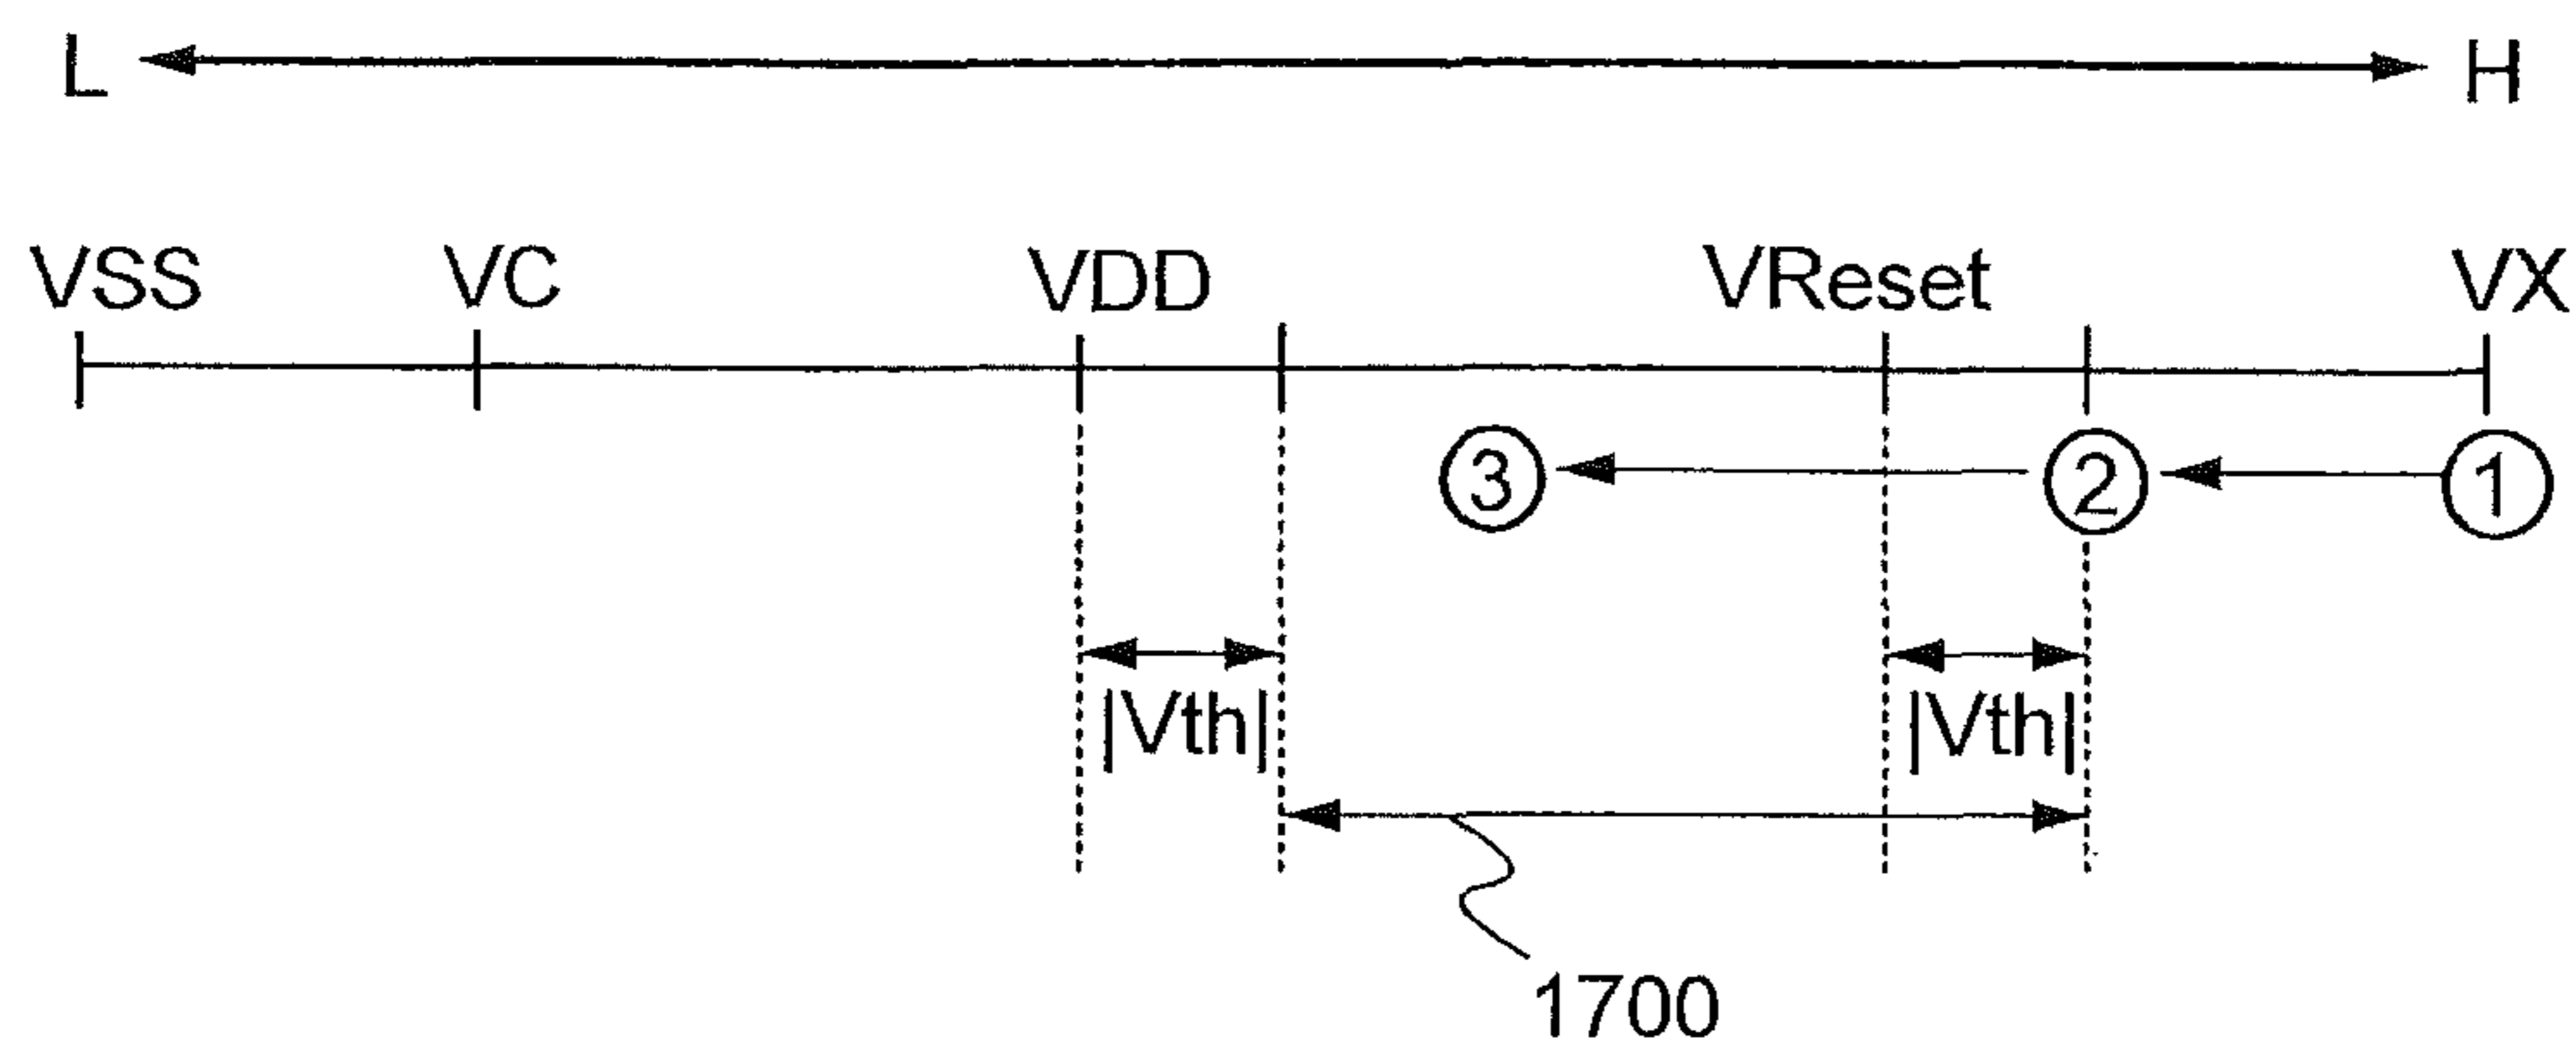 L H
VSS VC VDD VReset VX
③ ② ①
|Vth| |Vth|
1700